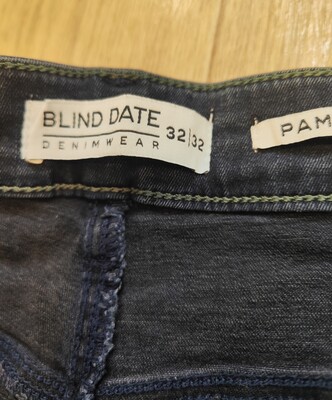 BLIND DATE
DENIMWEAR
32|32
PAM